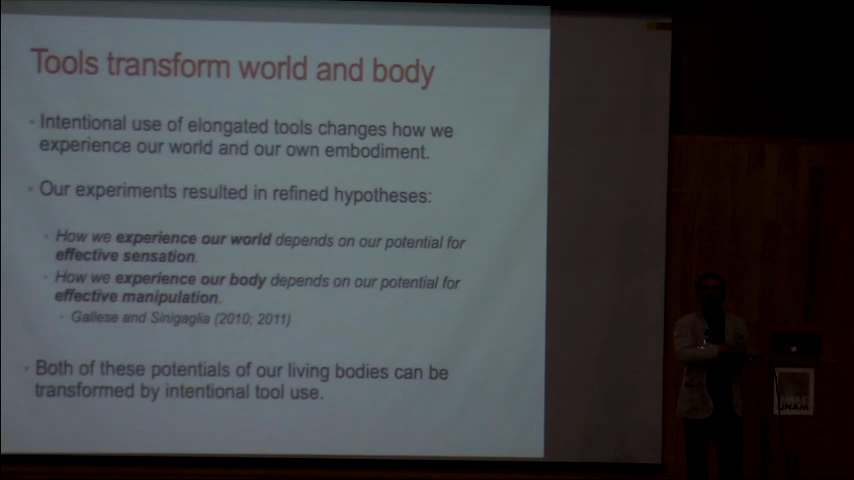 Tools transform world and body
Intentional use of elongated tools changes how we
experience our world and our own embodiment.
Our experiments resulted in refined hypotheses:
How we experience our world depends on our potential for
effective sensation.
How we experience our body depends on our potential for
effective manipulation.
Gallese and Sinigaglia (2010; 2011)
Both of these potentials of our living bodies can be
transformed by intentional tool use.
UNAM